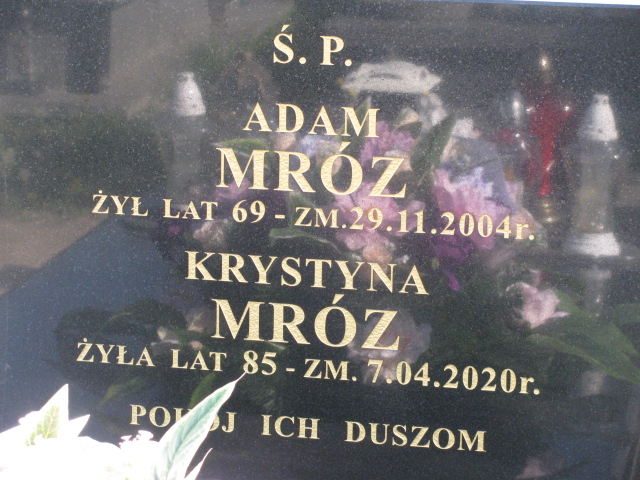 Ś. P.
ADAM
MRÓZ
ŻYŁ LAT 69 - ZM.29.11.2004r.
KRYSTYNA
MRÓZ
ŻYŁA LAT 85 - ZM. 7.04.2020r.
POKÓJ ICH DUSZOM